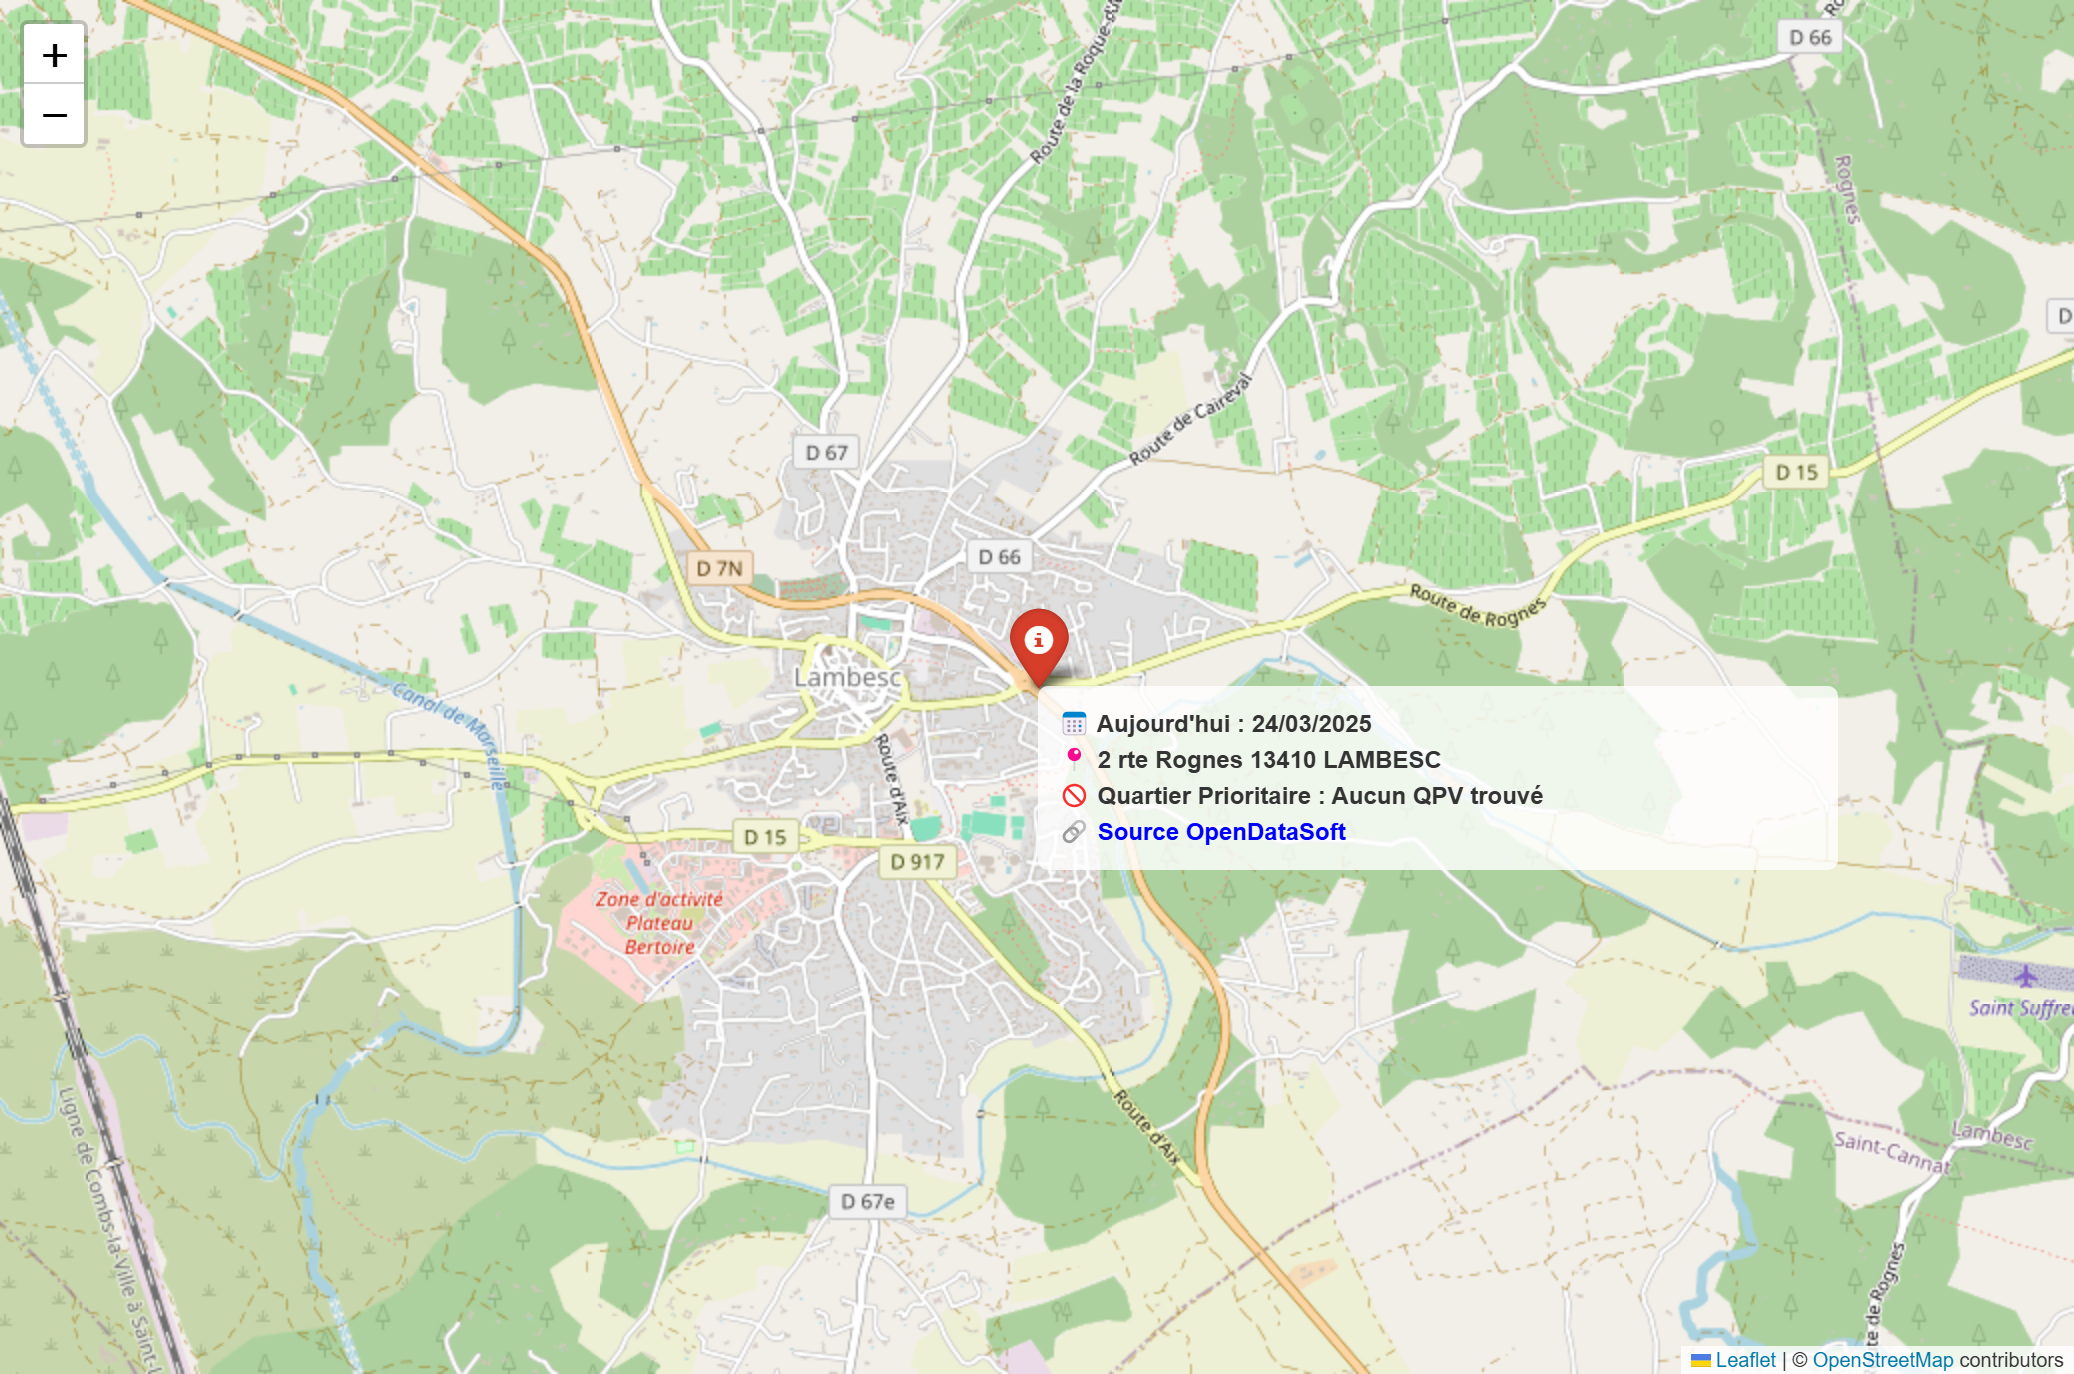 +
−
D 66
Route de la Roque-d'
Rognes
D
Route de Caireval
D 67
D 15
D 66
D 7N
Route de Rognes
Lambesc
Canal de Marseille
Aujourd'hui : 24/03/2025
2 rte Rognes 13410 LAMBESC
Quartier Prioritaire : Aucun QPV trouvé
Source OpenDataSoft
Route d'Aix
D 15
D 917
Zone d'activité
Plateau
Bertoire
Saint Suffre
Route d'Aix
Ligne de Combs-la-Ville à Saint-L
Lambesc
Saint-Cannat
D 67e
te de Rognes
Leaflet | © OpenStreetMap contributors